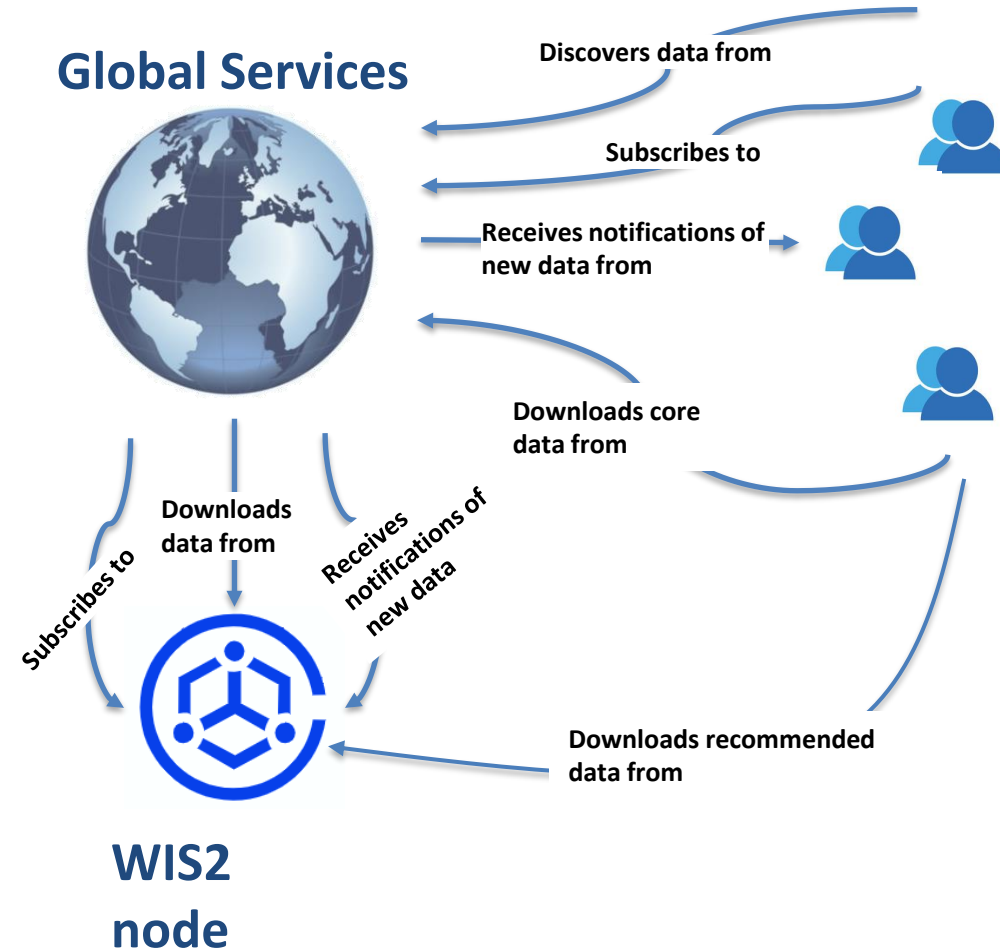 Global Services
Discovers data from
Subscribes to
Receives notifications of
new data from
Downloads core
data from
Subscribes to
Downloads
data from
Receives
notifications of
new data
Downloads recommended
data from
WIS2
node